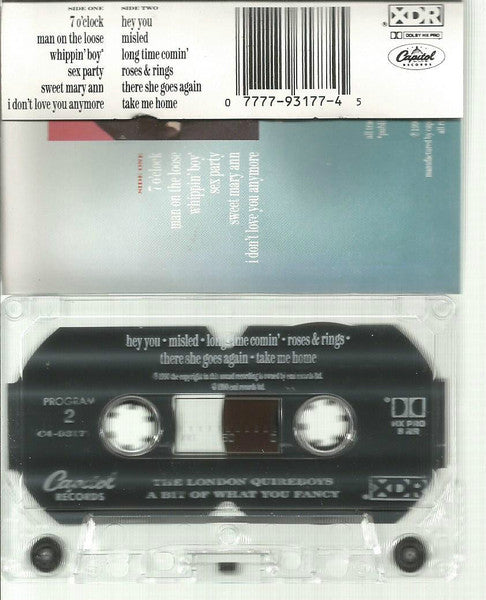 SIDE ONE
7 o'clock
man on the loose
whippin' boy*
sex party
sweet mary ann
i don't love you anymore
SIDE TWO
hey you
misled
long time comin'
roses & rings
there she goes again
take me home
0 7777-93177-4 5
XDR
DOLBY HX PRO
Capitol
RECORDS
SIDE ONE
7 o'clock
man on the loose
whippin' boy*
sex party
sweet mary ann
i don't love you anymore
hey you • misled • long time comin' • roses & rings •
there she goes again • take me home
PROGRAM
2
HX PRO
B NR
Capitol
RECORDS
THE LONDON QUIREBOYS
A BIT OF WHAT YOU FANCY
XDR